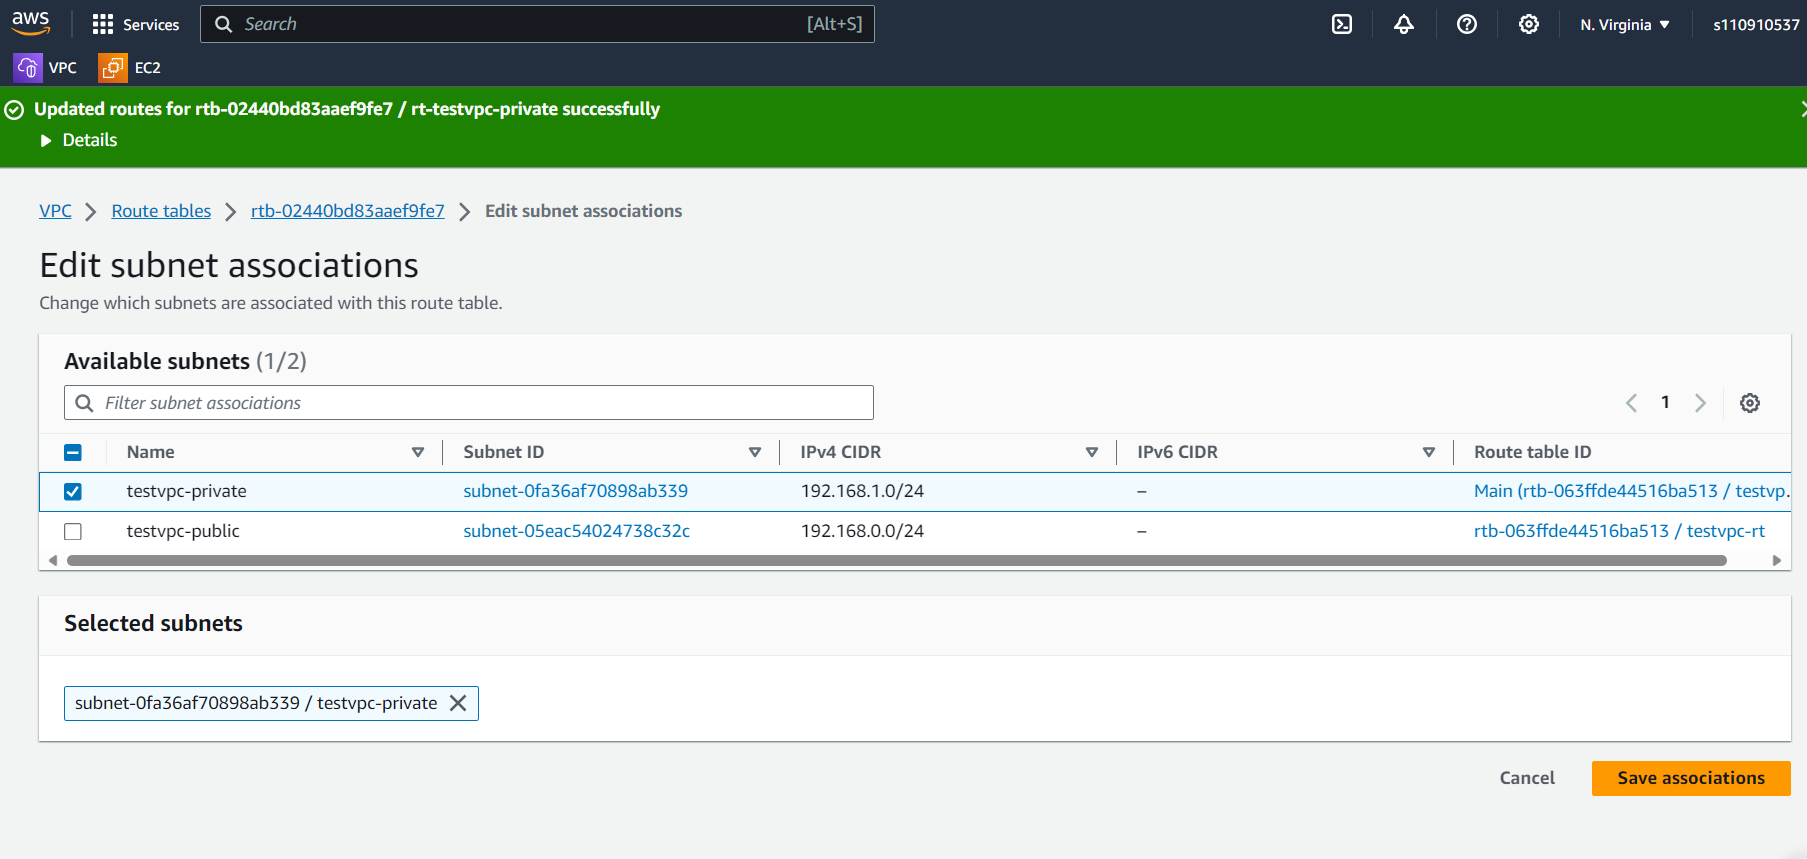 aws Services Search [Alt+S] N. Virginia s110910537
VPC EC2
Updated routes for rtb-02440bd83aaef9fe7 / rt-testvpc-private successfully
Details
VPC Route tables rtb-02440bd83aaef9fe7 Edit subnet associations
Edit subnet associations
Change which subnets are associated with this route table.
Available subnets (1/2)
Filter subnet associations 1
Name Subnet ID IPv4 CIDR IPv6 CIDR Route table ID
testvpc-private subnet-0fa36af70898ab339 192.168.1.0/24 – Main (rtb-063ffde44516ba513 / testvp.
testvpc-public subnet-05eac54024738c32c 192.168.0.0/24 – rtb-063ffde44516ba513 / testvpc-rt
Selected subnets
subnet-0fa36af70898ab339 / testvpc-private
Cancel Save associations